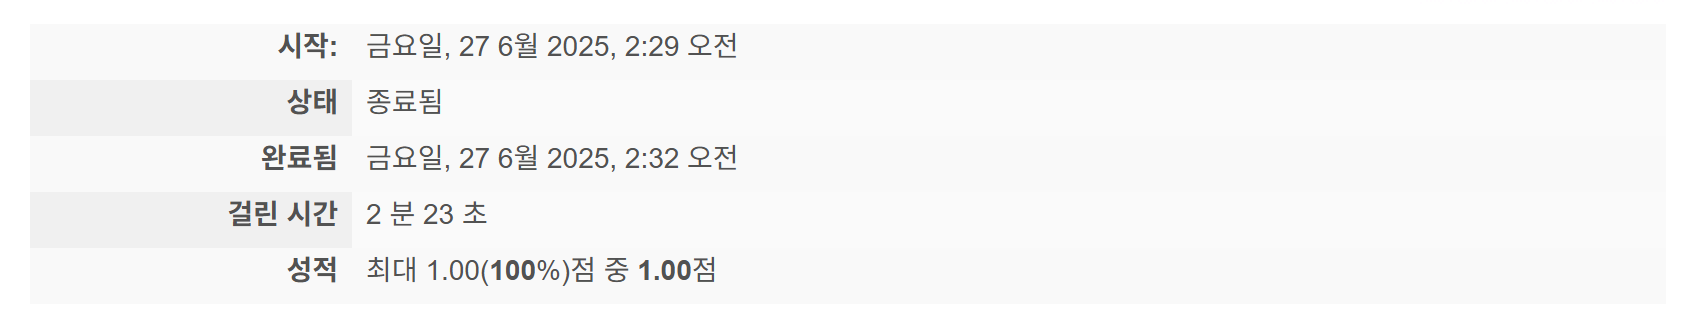 시작: 금요일, 27 6월 2025, 2:29 오전
상태 종료됨
완료됨 금요일, 27 6월 2025, 2:32 오전
걸린 시간 2 분 23 초
성적 최대 1.00(100%)점 중 1.00점